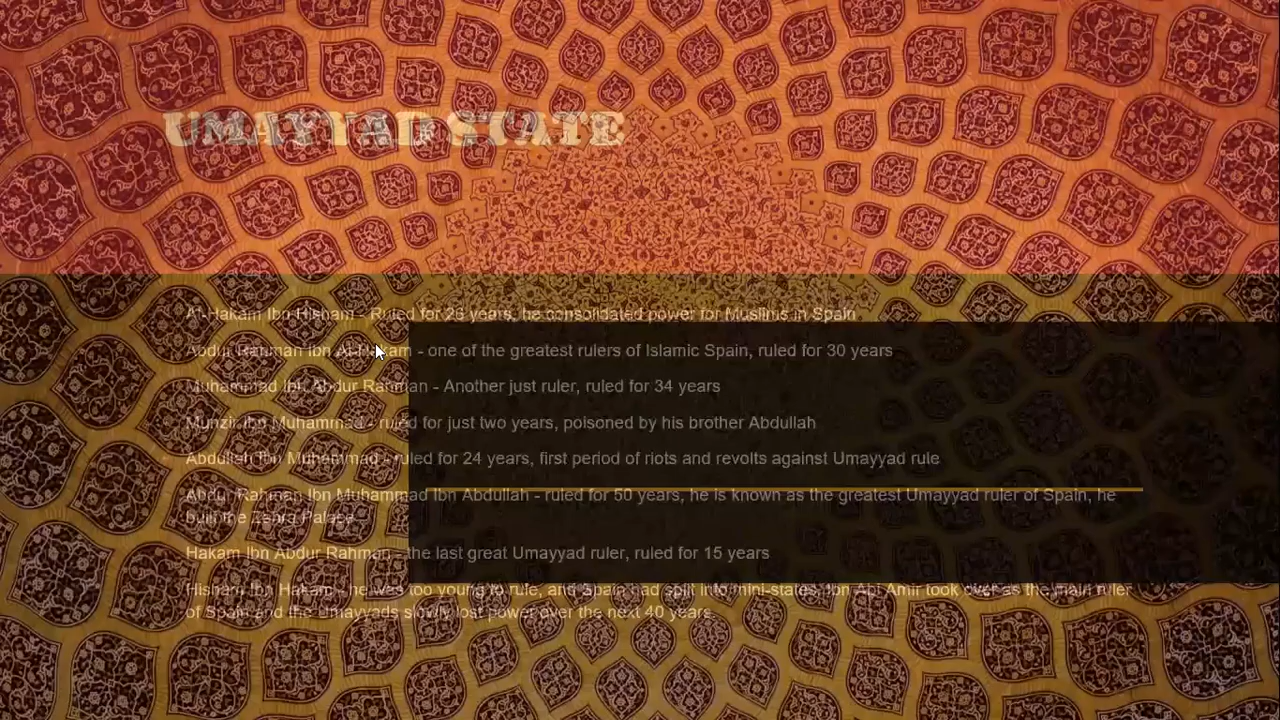 UMAYYAD STATE
Al-Hakam Ibn Hisham - Ruled for 26 years, he consolidated power for Muslims in Spain
Abdur Rahman Ibn Al-Hakam - one of the greatest rulers of Islamic Spain, ruled for 30 years
Muhammad Ibn Abdur Rahman - Another just ruler, ruled for 34 years
Munzir Ibn Muhammad - ruled for just two years, poisoned by his brother Abdullah
Abdullah Ibn Muhammad - ruled for 24 years, first period of riots and revolts against Umayyad rule
Abdur Rahman Ibn Muhammad Ibn Abdullah - ruled for 50 years, he is known as the greatest Umayyad ruler of Spain, he
built the Zehra Palace
Hakam Ibn Abdur Rahman - the last great Umayyad ruler, ruled for 15 years
Hisham Ibn Hakam - he was too young to rule, and Spain had split into mini-states, Ibn Abi Amir took over as the main ruler
of Spain and the Umayyads slowly lost power over the next 40 years.